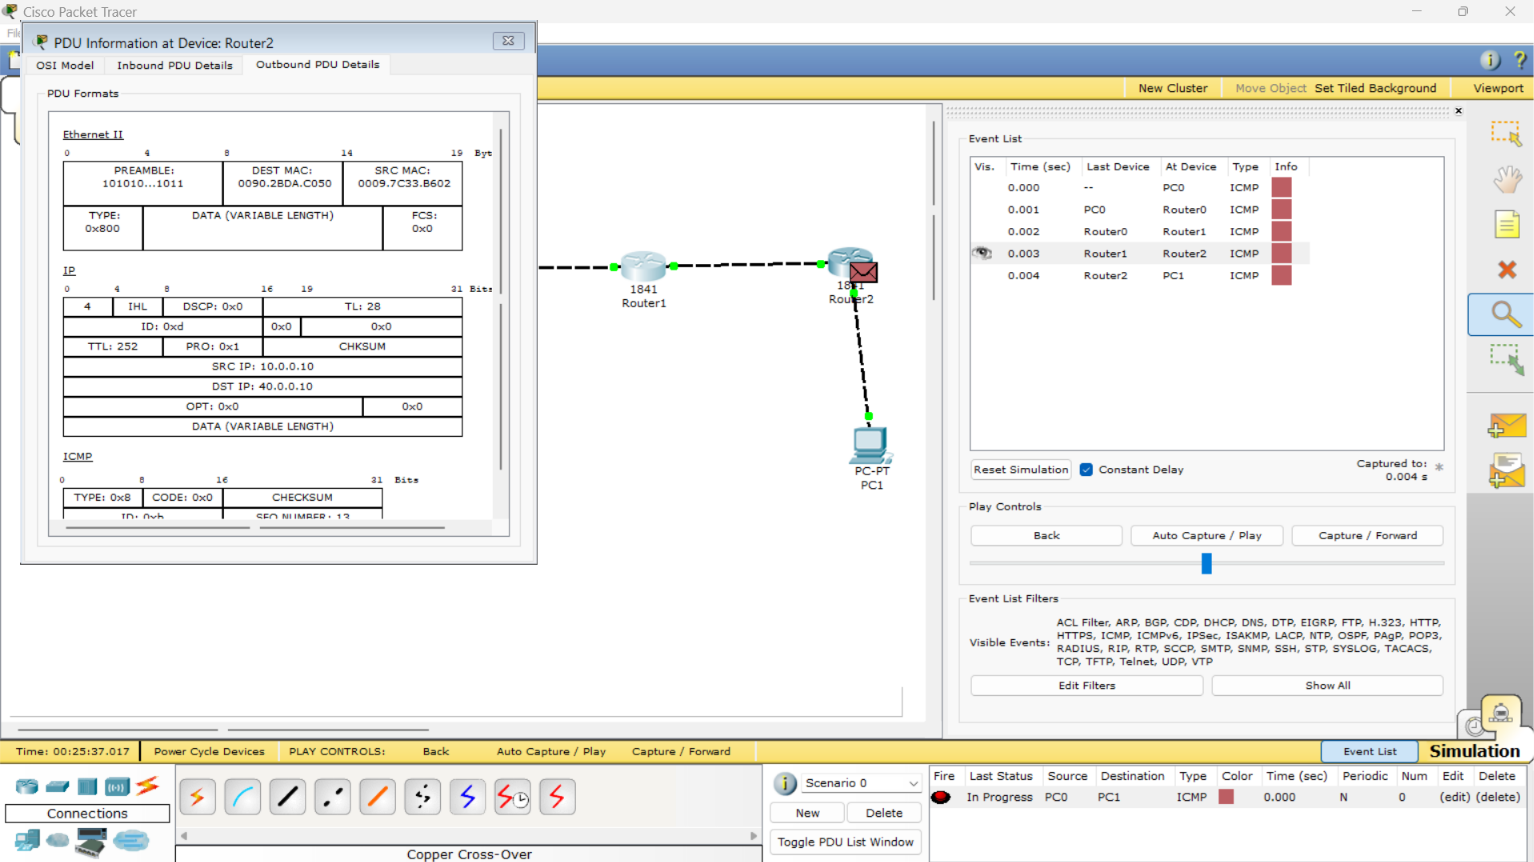 Cisco Packet Tracer
PDU Information at Device: Router2
OSI Model
Inbound PDU Details
Outbound PDU Details
PDU Formats
Ethernet II
0 4 8 14 19 Byt
PREAMBLE: 101010...1011
DEST MAC: 0090.2BDA.C050
SRC MAC: 0009.7C33.B602
TYPE: 0x800
DATA (VARIABLE LENGTH)
FCS: 0x0
IP
0 4 8 16 19 31 Bits
4 IHL DSCP: 0x0 TL: 28
ID: 0xd 0x0 0x0
TTL: 252 PRO: 0x1 CHKSUM
SRC IP: 10.0.0.10
DST IP: 40.0.0.10
OPT: 0x0 0x0
DATA (VARIABLE LENGTH)
ICMP
0 8 16 31 Bits
TYPE: 0x8 CODE: 0x0 CHECKSUM
ID: 0xb SEQ NUMBER: 13
New Cluster
Move Object
Set Tiled Background
Viewport
1841
Router1
1841
Router2
PC-PT
PC1
Event List
Vis. Time (sec) Last Device At Device Type Info
0.000 -- PC0 ICMP
0.001 PC0 Router0 ICMP
0.002 Router0 Router1 ICMP
0.003 Router1 Router2 ICMP
0.004 Router2 PC1 ICMP
Reset Simulation
Constant Delay
Captured to: *
0.004 s
Play Controls
Back
Auto Capture / Play
Capture / Forward
Event List Filters
Visible Events:
ACL Filter, ARP, BGP, CDP, DHCP, DNS, DTP, EIGRP, FTP, H.323, HTTP,
HTTPS, ICMP, ICMPv6, IPSec, ISAKMP, LACP, NTP, OSPF, PAgP, POP3,
RADIUS, RIP, RTP, SCCP, SMTP, SNMP, SSH, STP, SYSLOG, TACACS,
TCP, TFTP, Telnet, UDP, VTP
Edit Filters
Show All
Time: 00:25:37.017
Power Cycle Devices
PLAY CONTROLS:
Back
Auto Capture / Play
Capture / Forward
Event List
Simulation
Connections
Copper Cross-Over
Scenario 0
New
Delete
Toggle PDU List Window
Fire Last Status Source Destination Type Color Time (sec) Periodic Num Edit Delete
In Progress PC0 PC1 ICMP 0.000 N 0 (edit) (delete)